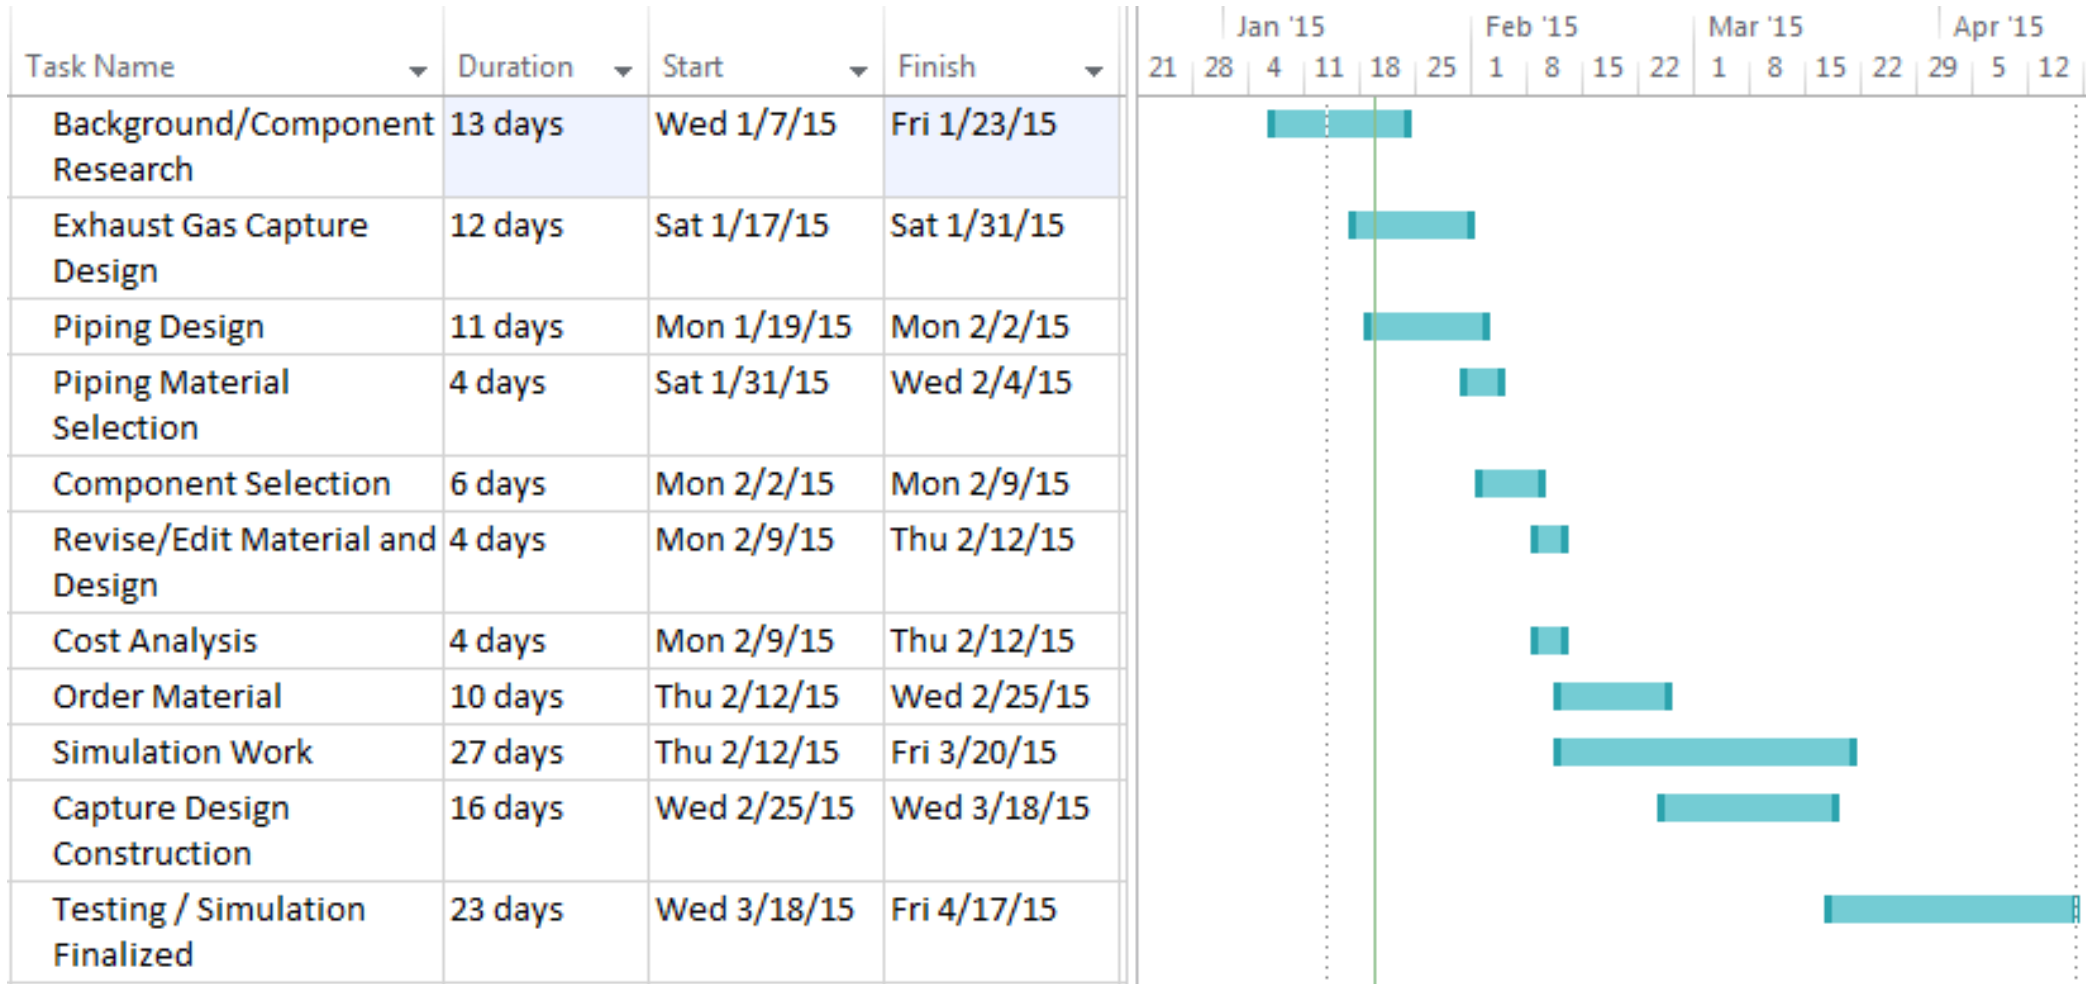 Jan '15 Feb '15 Mar '15 Apr '15
Task Name Duration Start Finish 21 28 4 11 18 25 1 8 15 22 1 8 15 22 29 5 12
Background/Component 13 days Wed 1/7/15 Fri 1/23/15
Research
Exhaust Gas Capture 12 days Sat 1/17/15 Sat 1/31/15
Design
Piping Design 11 days Mon 1/19/15 Mon 2/2/15
Piping Material 4 days Sat 1/31/15 Wed 2/4/15
Selection
Component Selection 6 days Mon 2/2/15 Mon 2/9/15
Revise/Edit Material and 4 days Mon 2/9/15 Thu 2/12/15
Design
Cost Analysis 4 days Mon 2/9/15 Thu 2/12/15
Order Material 10 days Thu 2/12/15 Wed 2/25/15
Simulation Work 27 days Thu 2/12/15 Fri 3/20/15
Capture Design 16 days Wed 2/25/15 Wed 3/18/15
Construction
Testing / Simulation 23 days Wed 3/18/15 Fri 4/17/15
Finalized